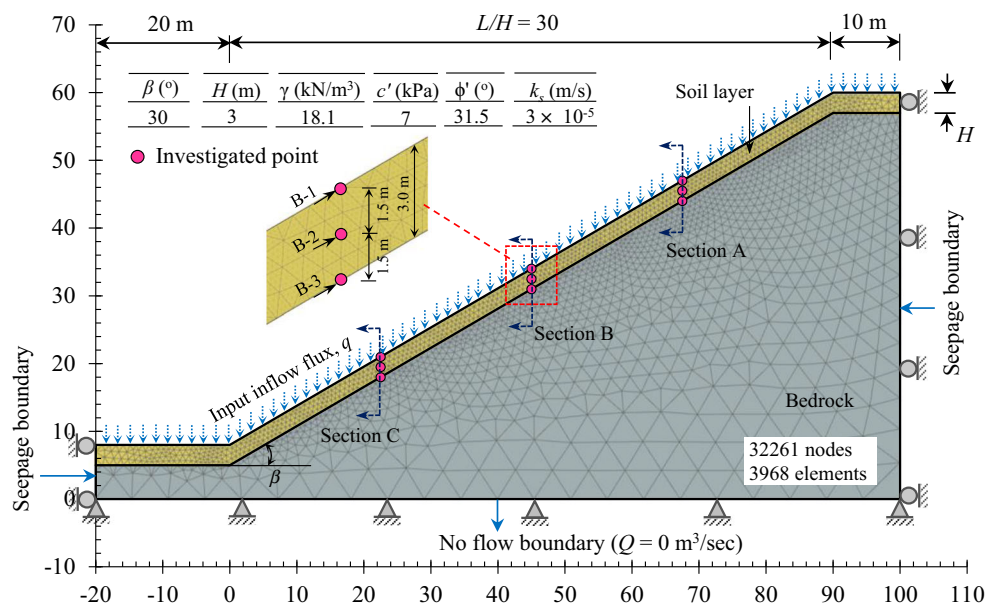 70
60
50
40
30
20
10
0
-10
-20
-10
0
10
20
30
40
50
60
70
80
90
100
20 m
L/H = 30
10 m
β (°) H (m) γ (kN/m³) c' (kPa) ϕ' (°) kₛ (m/s)
30 3 18.1 7 31.5 3 × 10⁻⁵
Investigated point
B-1
B-2
B-3
1.5 m
1.5 m
3.0 m
Soil layer
H
Section A
Section B
Section C
Input inflow flux, q
β
Bedrock
32261 nodes
3968 elements
Seepage boundary
Seepage boundary
No flow boundary (Q = 0 m³/sec)